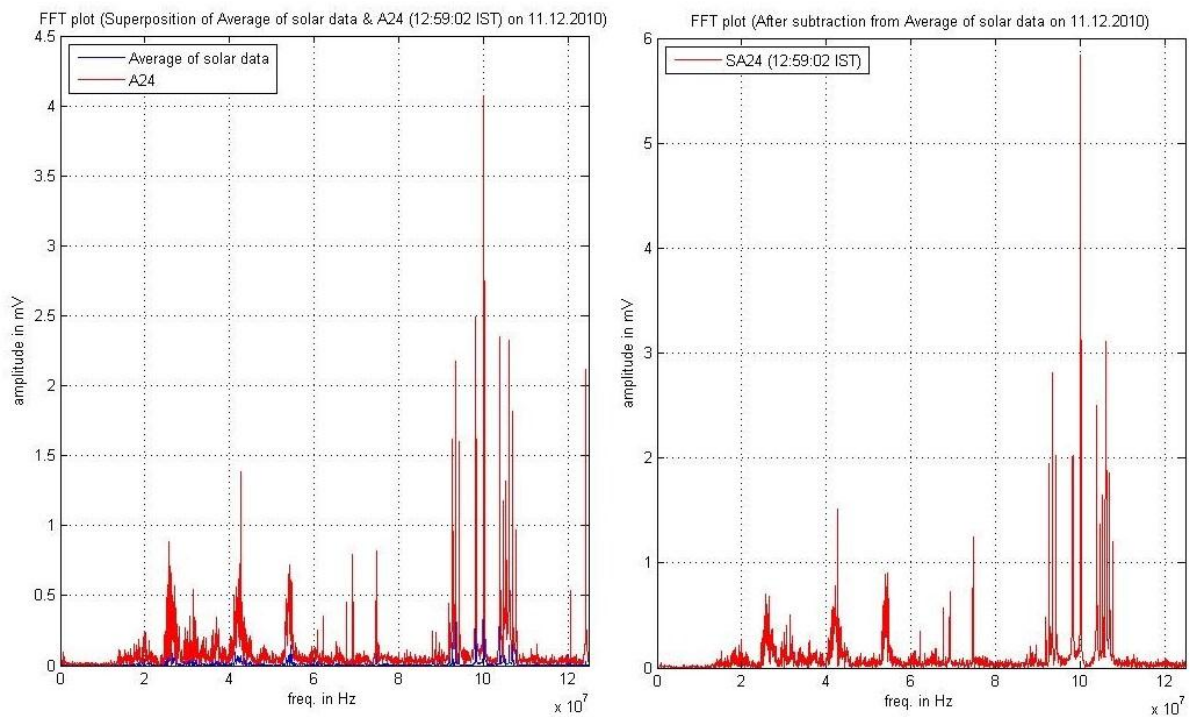 FFT plot (Superposition of Average of solar data & A24 (12:59:02 IST) on 11.12.2010)
4.5
4
3.5
3
2.5
2
1.5
1
0.5
0
amplitude in mV
Average of solar data
A24
0
2
4
6
8
10
12
freq. in Hz
x 10^7
FFT plot (After subtraction from Average of solar data on 11.12.2010)
6
5
4
3
2
1
0
amplitude in mV
SA24 (12:59:02 IST)
0
2
4
6
8
10
12
freq. in Hz
x 10^7